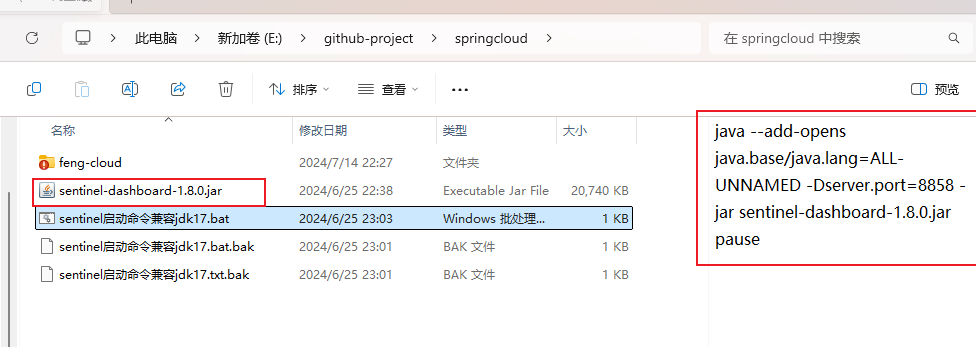 此电脑 > 新加卷 (E:) > github-project > springcloud >
在 springcloud 中搜索
排序
查看
预览
名称 修改日期 类型 大小
feng-cloud 2024/7/14 22:27 文件夹
sentinel-dashboard-1.8.0.jar 2024/6/25 22:38 Executable Jar File 20,740 KB
sentinel启动命令兼容jdk17.bat 2024/6/25 23:03 Windows 批处理... 1 KB
sentinel启动命令兼容jdk17.bat.bak 2024/6/25 23:01 BAK 文件 1 KB
sentinel启动命令兼容jdk17.txt.bak 2024/6/25 23:01 BAK 文件 1 KB
java --add-opens
java.base/java.lang=ALL-
UNNAMED -Dserver.port=8858 -
jar sentinel-dashboard-1.8.0.jar
pause